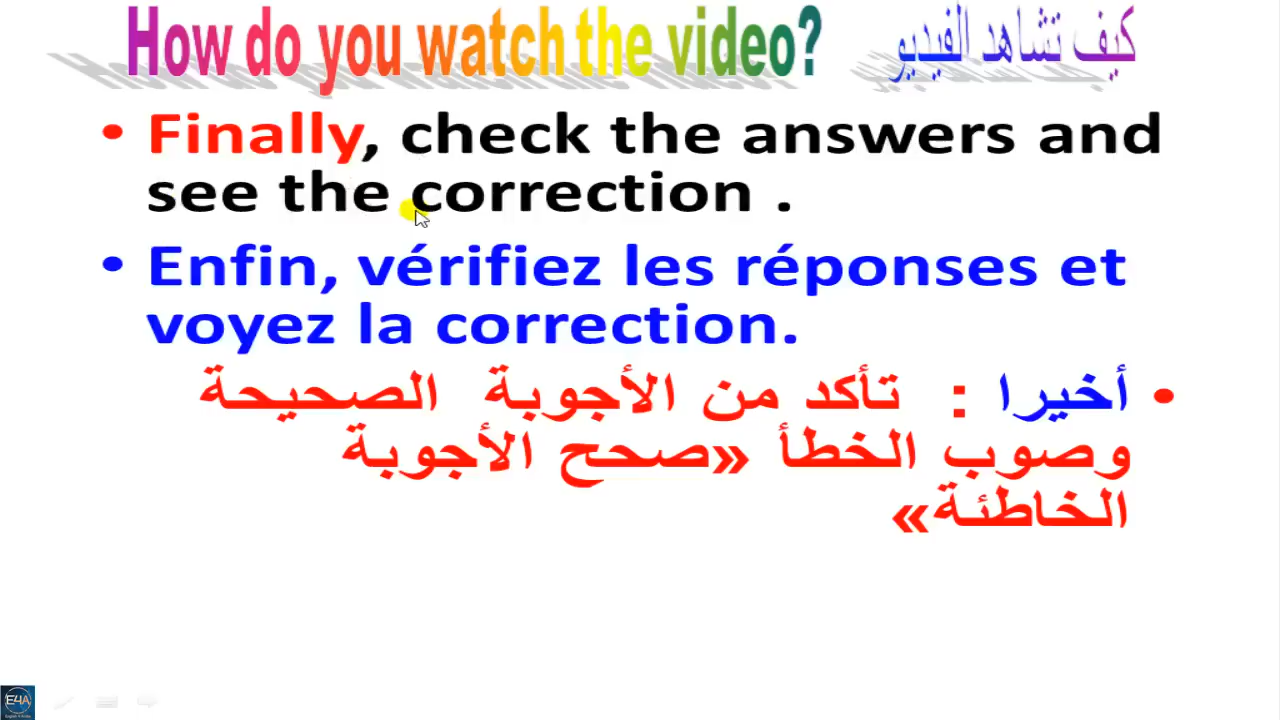 How do you watch the video?
كيف تشاهد الفيديو
• Finally, check the answers and
see the correction .
• Enfin, vérifiez les réponses et
voyez la correction.
• أخيرا : تأكد من الأجوبة الصحيحة
وصوب الخطأ «صحح الأجوبة
الخاطئة»
E4A